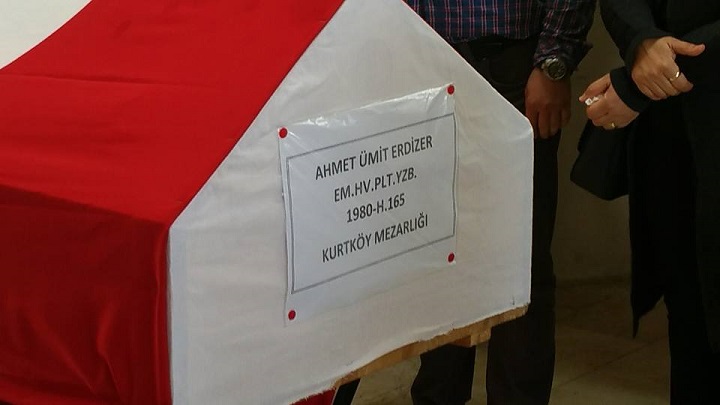 AHMET ÜMİT ERDİZER
EM.HV.PLT.YZB.
1980-H.165
KURTKÖY MEZARLIĞI